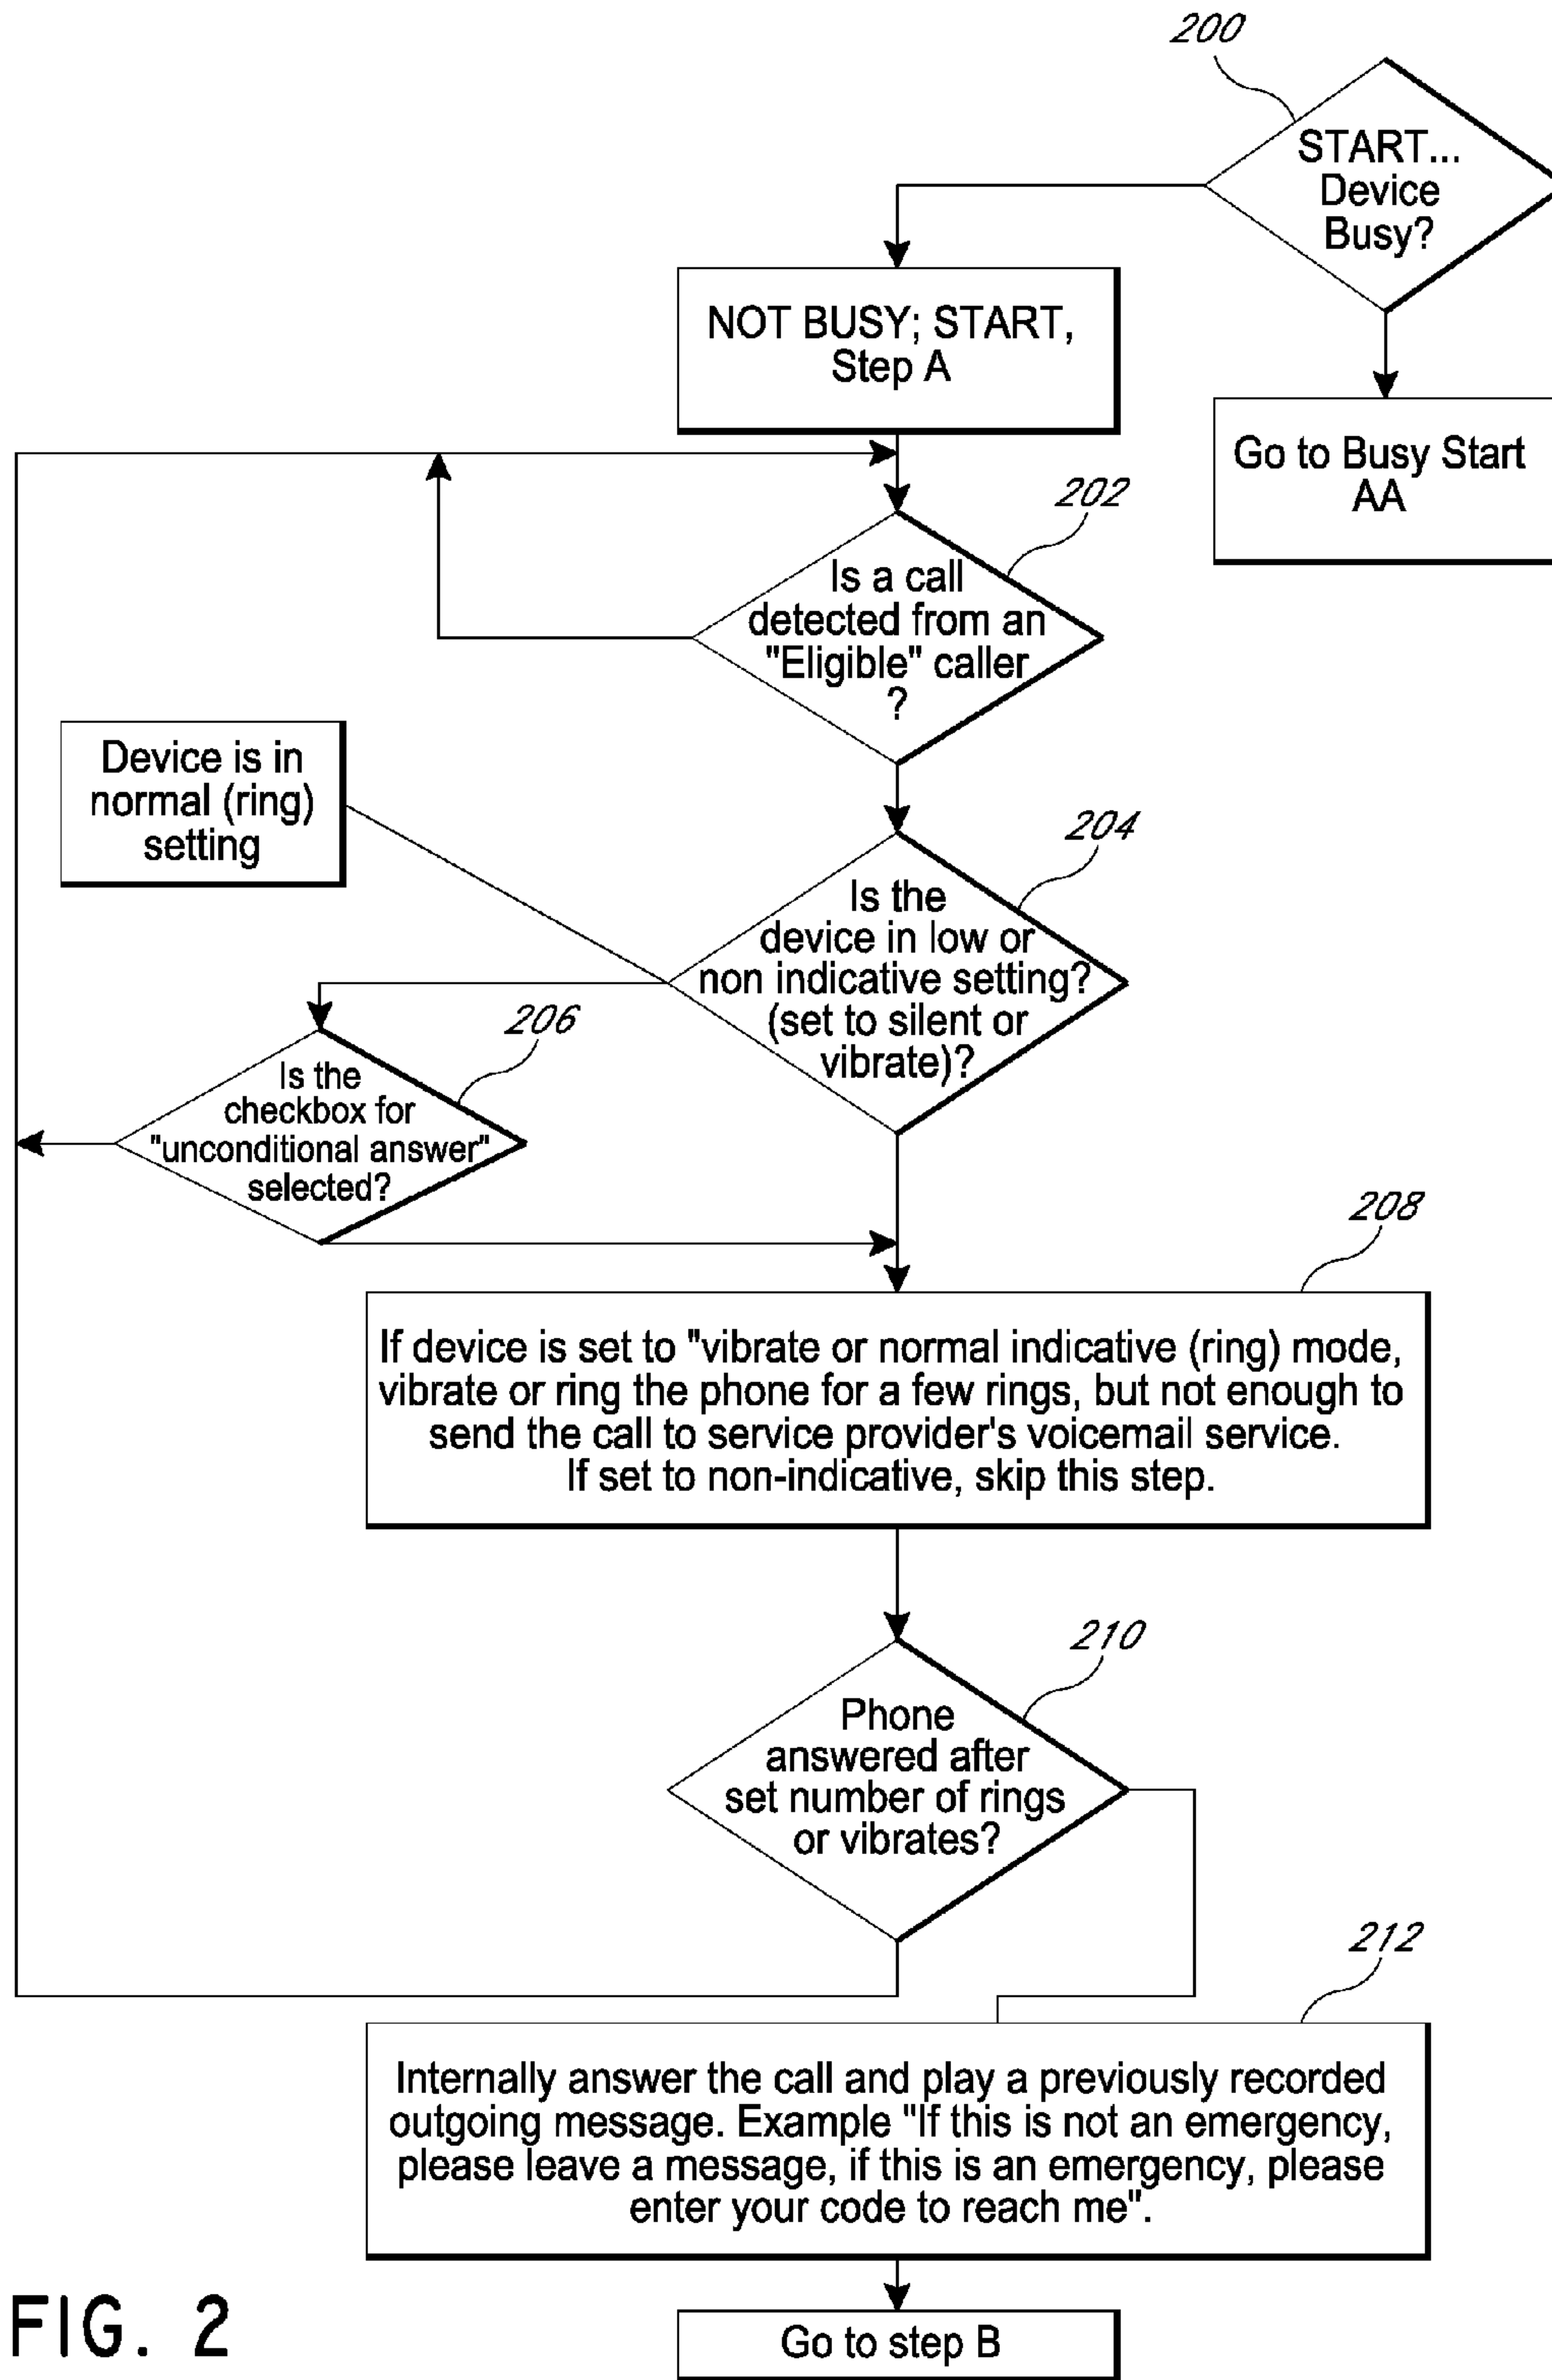 200
START...
Device
Busy?
NOT BUSY; START,
Step A
Go to Busy Start
AA
202
Is a call
detected from an
"Eligible" caller
?
Device is in
normal (ring)
setting
204
Is the
device in low or
non indicative setting?
(set to silent or
vibrate)?
206
Is the
checkbox for
"unconditional answer"
selected?
208
If device is set to "vibrate or normal indicative (ring) mode,
vibrate or ring the phone for a few rings, but not enough to
send the call to service provider's voicemail service.
If set to non-indicative, skip this step.
210
Phone
answered after
set number of rings
or vibrates?
212
Internally answer the call and play a previously recorded
outgoing message. Example "If this is not an emergency,
please leave a message, if this is an emergency, please
enter your code to reach me".
Go to step B
FIG. 2